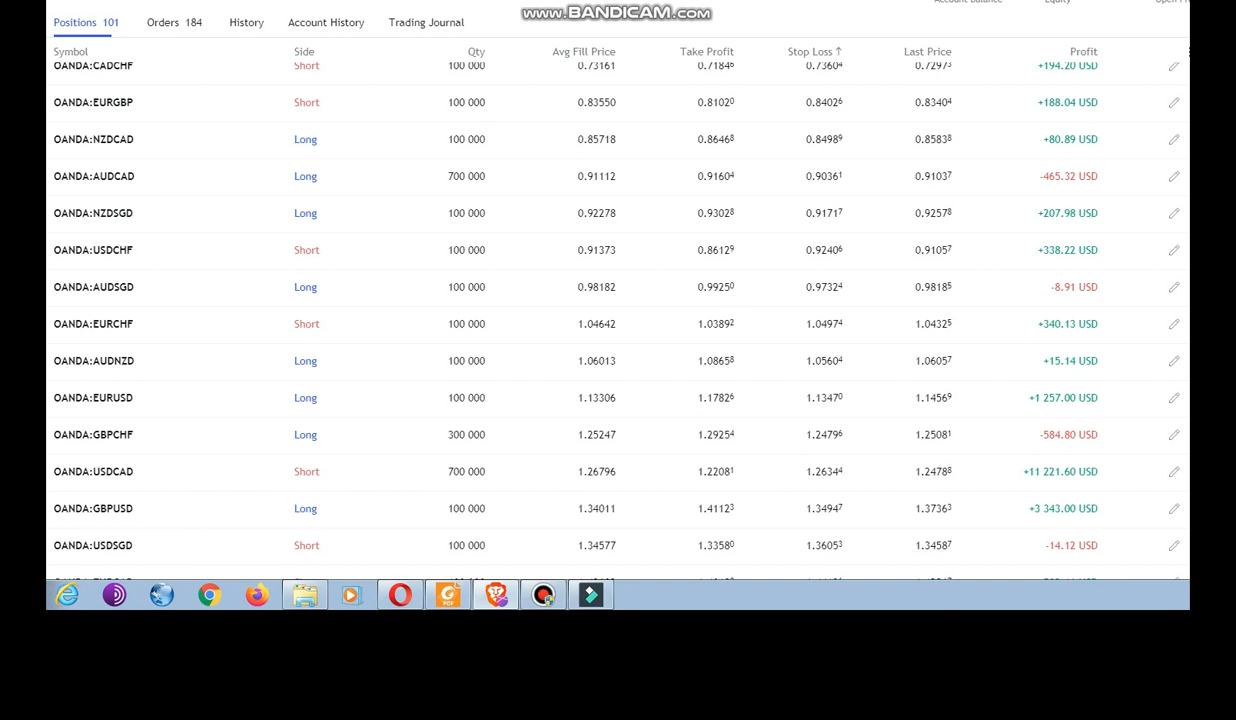 www.BANDICAM.com
Positions 101 Orders 184 History Account History Trading Journal
Symbol Side Qty Avg Fill Price Take Profit Stop Loss ↑ Last Price Profit
OANDA:CADCHF Short 100 000 0.73161 0.71846 0.73604 0.72973 +194.20 USD
OANDA:EURGBP Short 100 000 0.83550 0.81020 0.84026 0.83404 +188.04 USD
OANDA:NZDCAD Long 100 000 0.85718 0.86468 0.84989 0.85838 +80.89 USD
OANDA:AUDCAD Long 700 000 0.91112 0.91604 0.90361 0.91037 -465.32 USD
OANDA:NZDSGD Long 100 000 0.92278 0.93028 0.91717 0.92578 +207.98 USD
OANDA:USDCHF Short 100 000 0.91373 0.86129 0.92406 0.91057 +338.22 USD
OANDA:AUDSGD Long 100 000 0.98182 0.99250 0.97324 0.98185 -8.91 USD
OANDA:EURCHF Short 100 000 1.04642 1.03892 1.04974 1.04325 +340.13 USD
OANDA:AUDNZD Long 100 000 1.06013 1.08658 1.05604 1.06057 +15.14 USD
OANDA:EURUSD Long 100 000 1.13306 1.17826 1.13470 1.14569 +1 257.00 USD
OANDA:GBPCHF Long 300 000 1.25247 1.29254 1.24796 1.25081 -584.80 USD
OANDA:USDCAD Short 700 000 1.26796 1.22081 1.26344 1.24788 +11 221.60 USD
OANDA:GBPUSD Long 100 000 1.34011 1.41123 1.34947 1.37363 +3 343.00 USD
OANDA:USDSGD Short 100 000 1.34577 1.33580 1.36053 1.34587 -14.12 USD